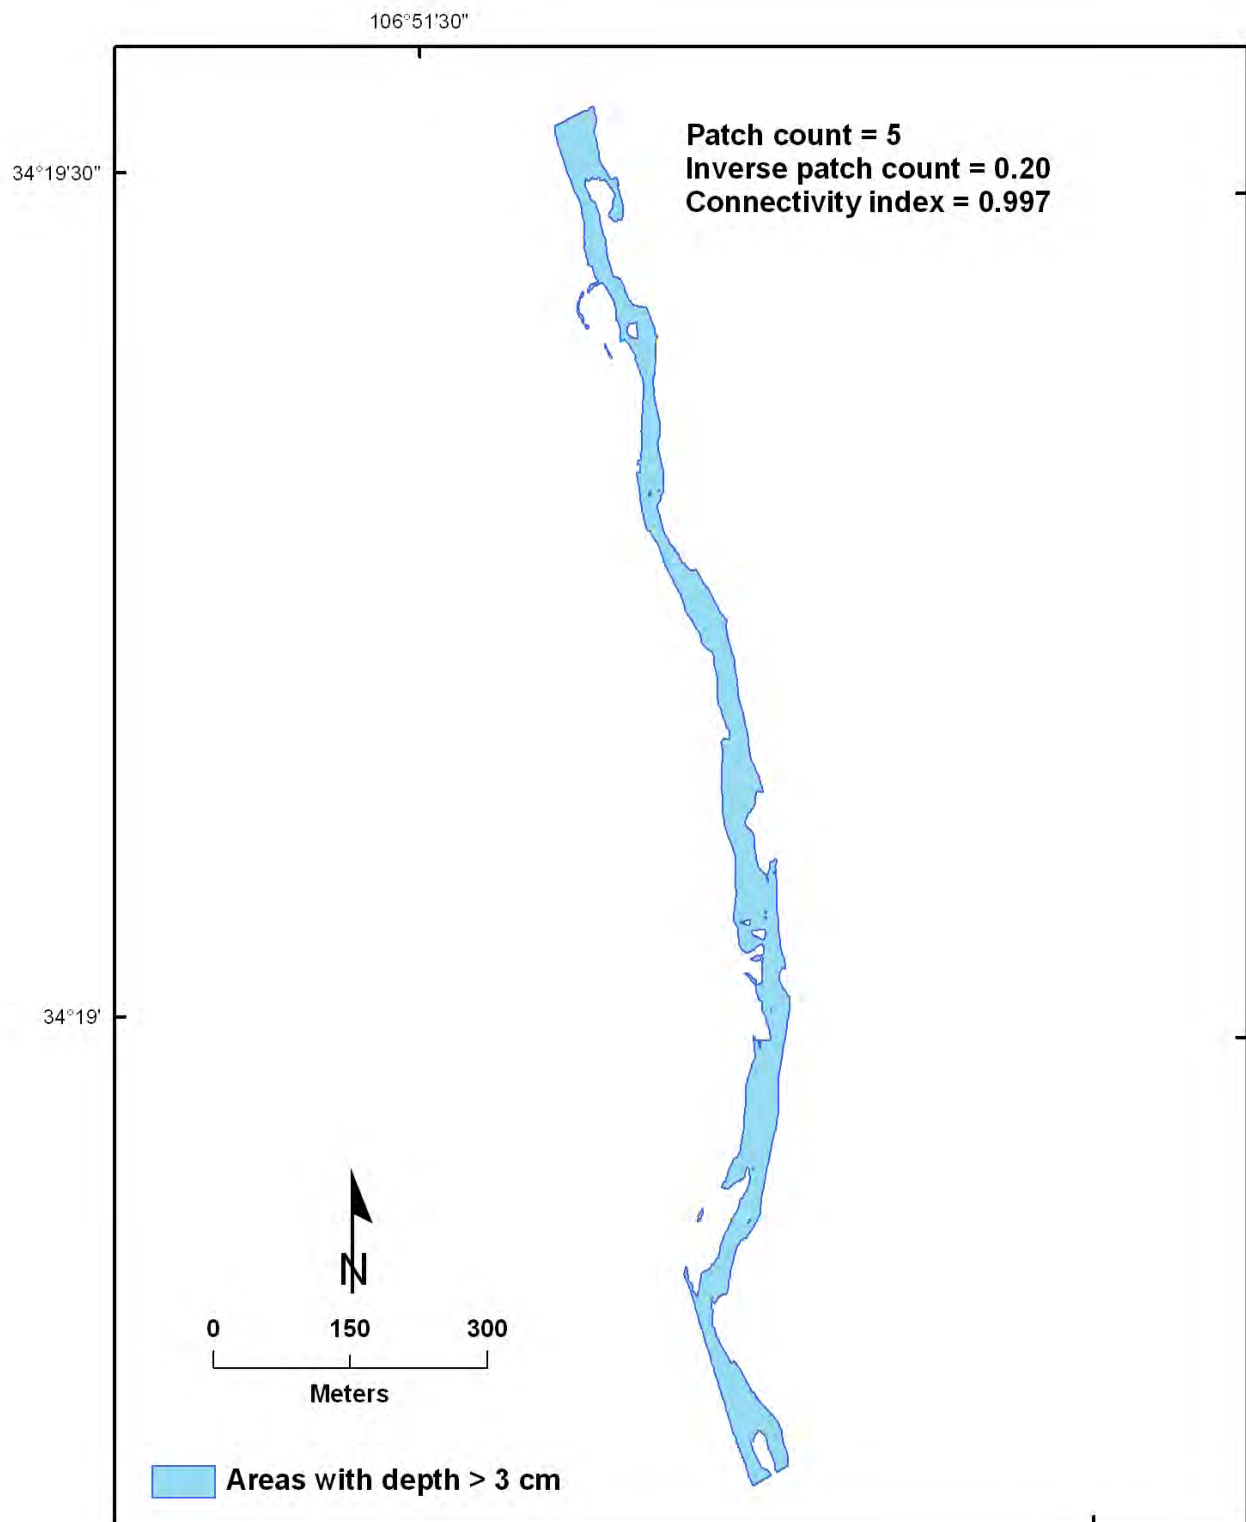 106°51'30"
34°19'30"
Patch count = 5
Inverse patch count = 0.20
Connectivity index = 0.997
34°19'
N
0 150 300
Meters
Areas with depth > 3 cm